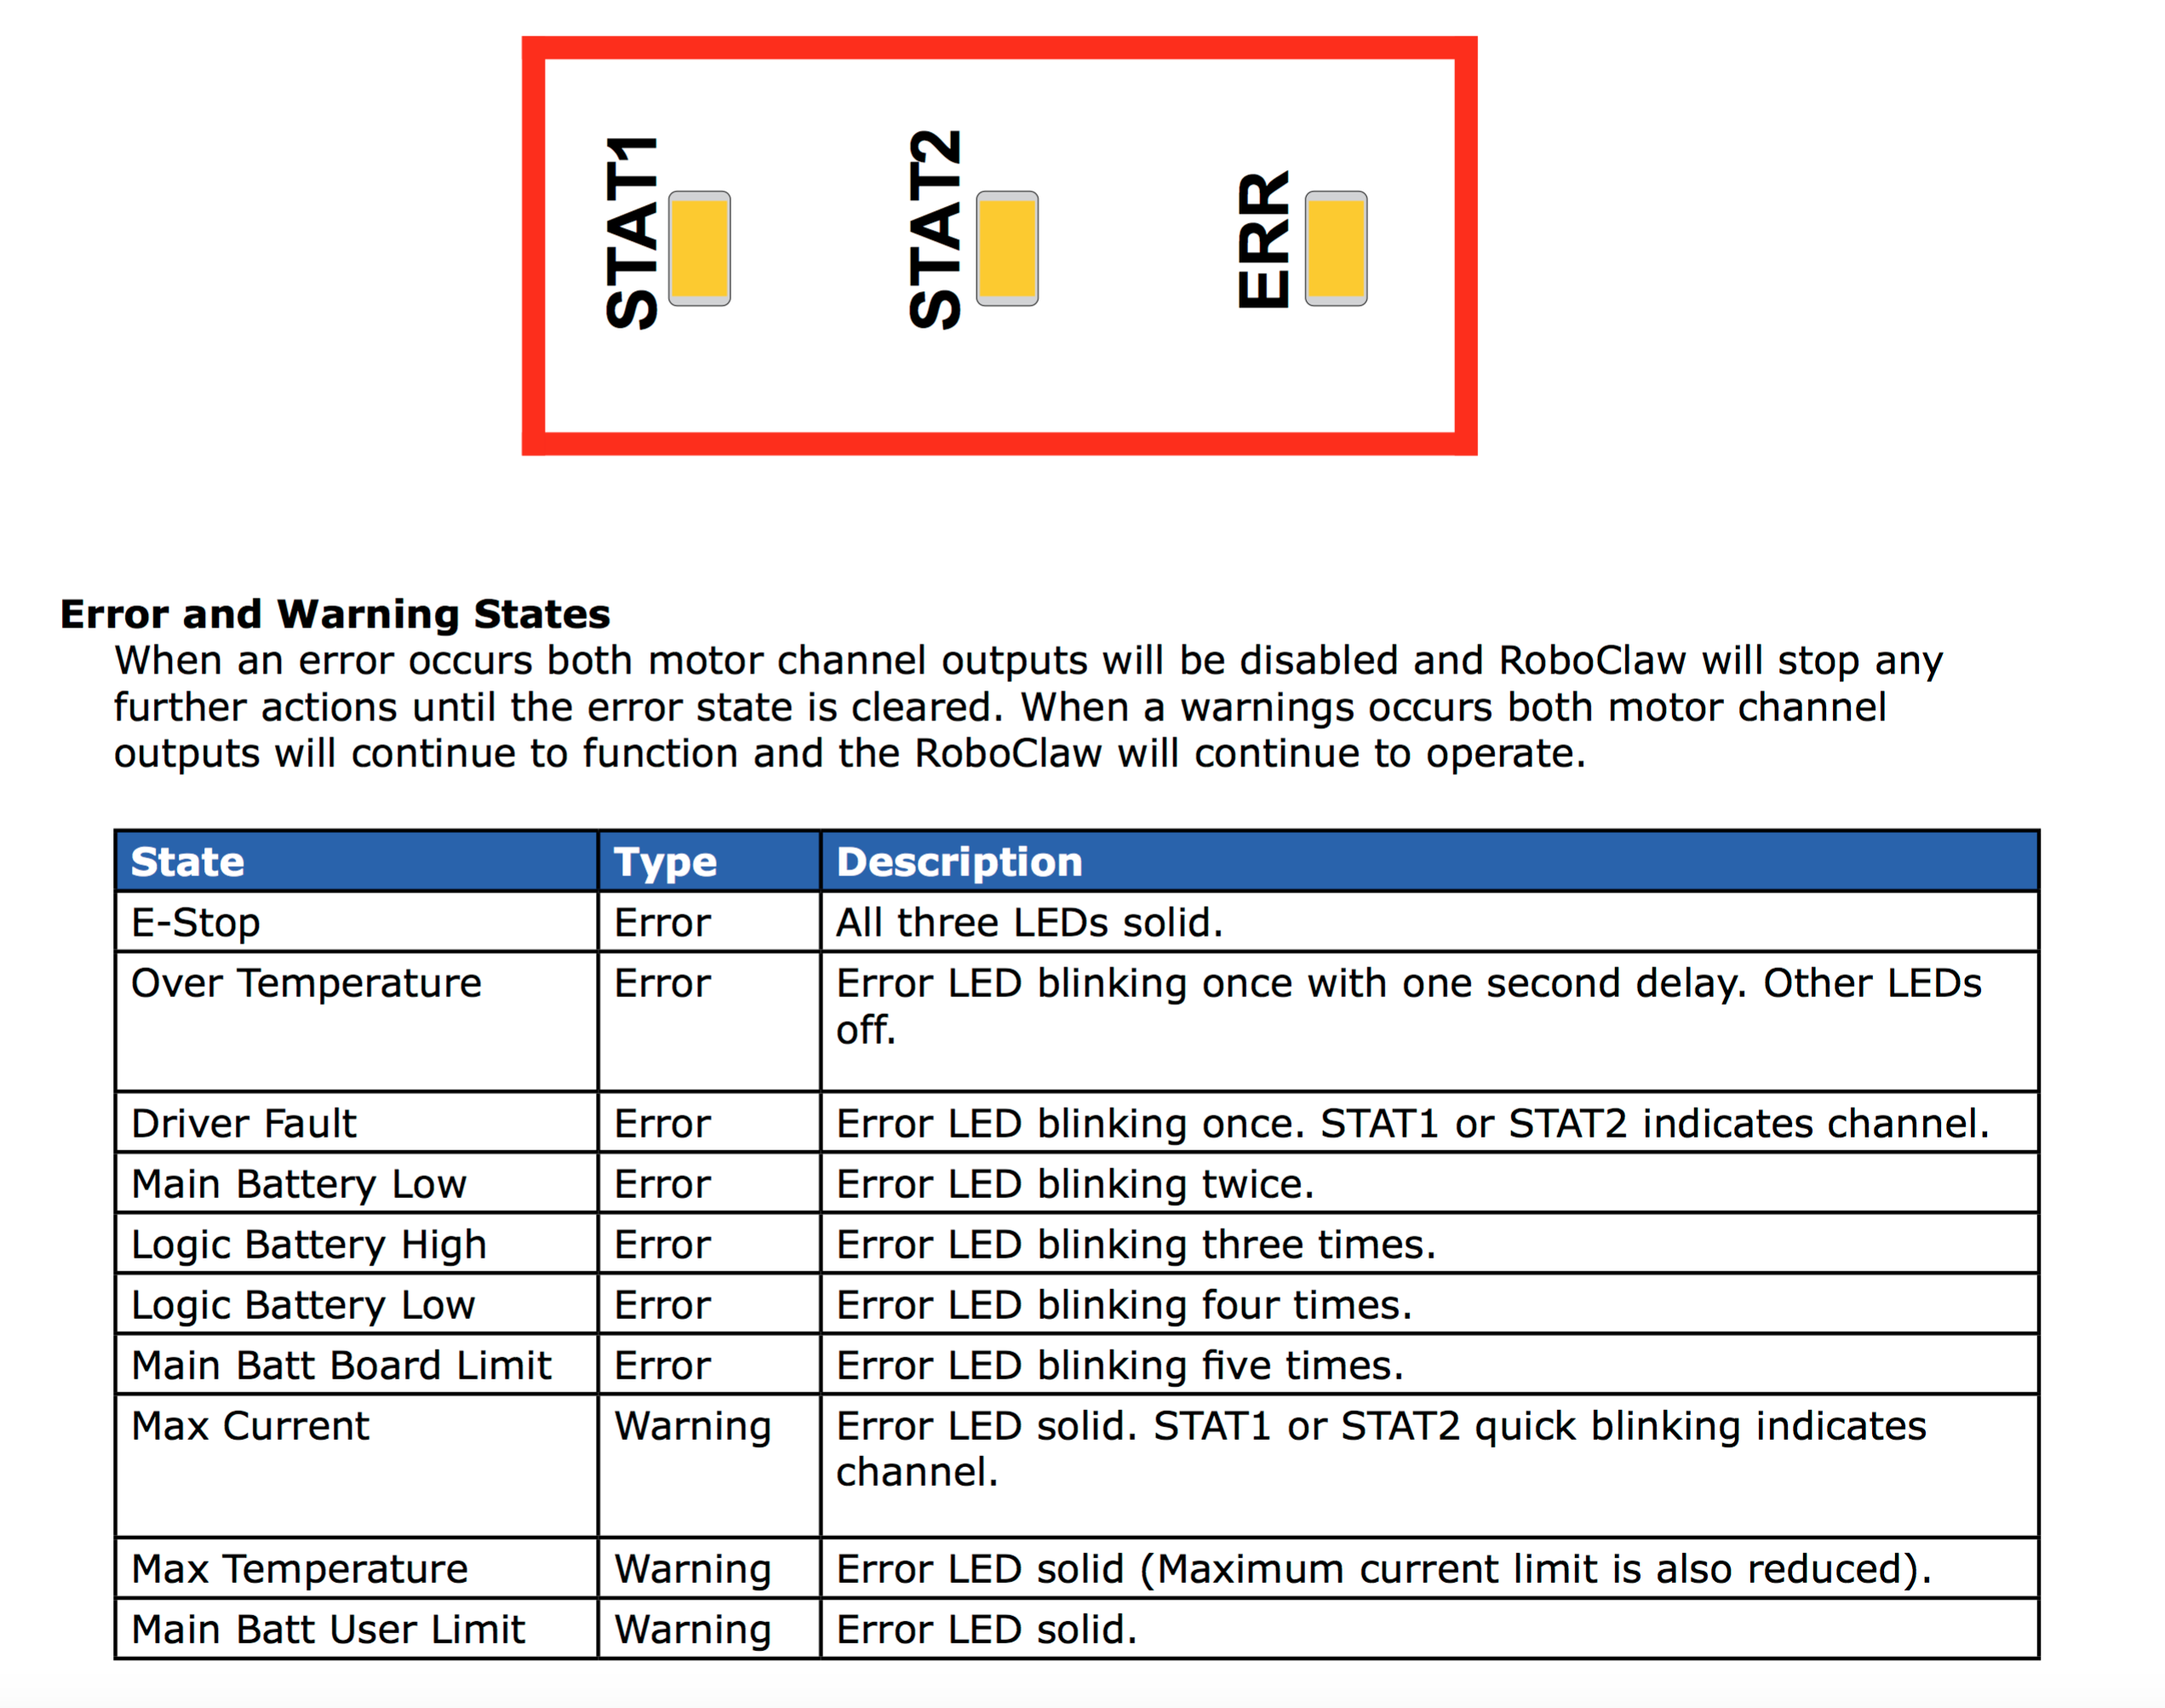 STAT1
STAT2
ERR
Error and Warning States
When an error occurs both motor channel outputs will be disabled and RoboClaw will stop any
further actions until the error state is cleared. When a warnings occurs both motor channel
outputs will continue to function and the RoboClaw will continue to operate.
State Type Description
E-Stop Error All three LEDs solid.
Over Temperature Error Error LED blinking once with one second delay. Other LEDs
off.
Driver Fault Error Error LED blinking once. STAT1 or STAT2 indicates channel.
Main Battery Low Error Error LED blinking twice.
Logic Battery High Error Error LED blinking three times.
Logic Battery Low Error Error LED blinking four times.
Main Batt Board Limit Error Error LED blinking five times.
Max Current Warning Error LED solid. STAT1 or STAT2 quick blinking indicates
channel.
Max Temperature Warning Error LED solid (Maximum current limit is also reduced).
Main Batt User Limit Warning Error LED solid.